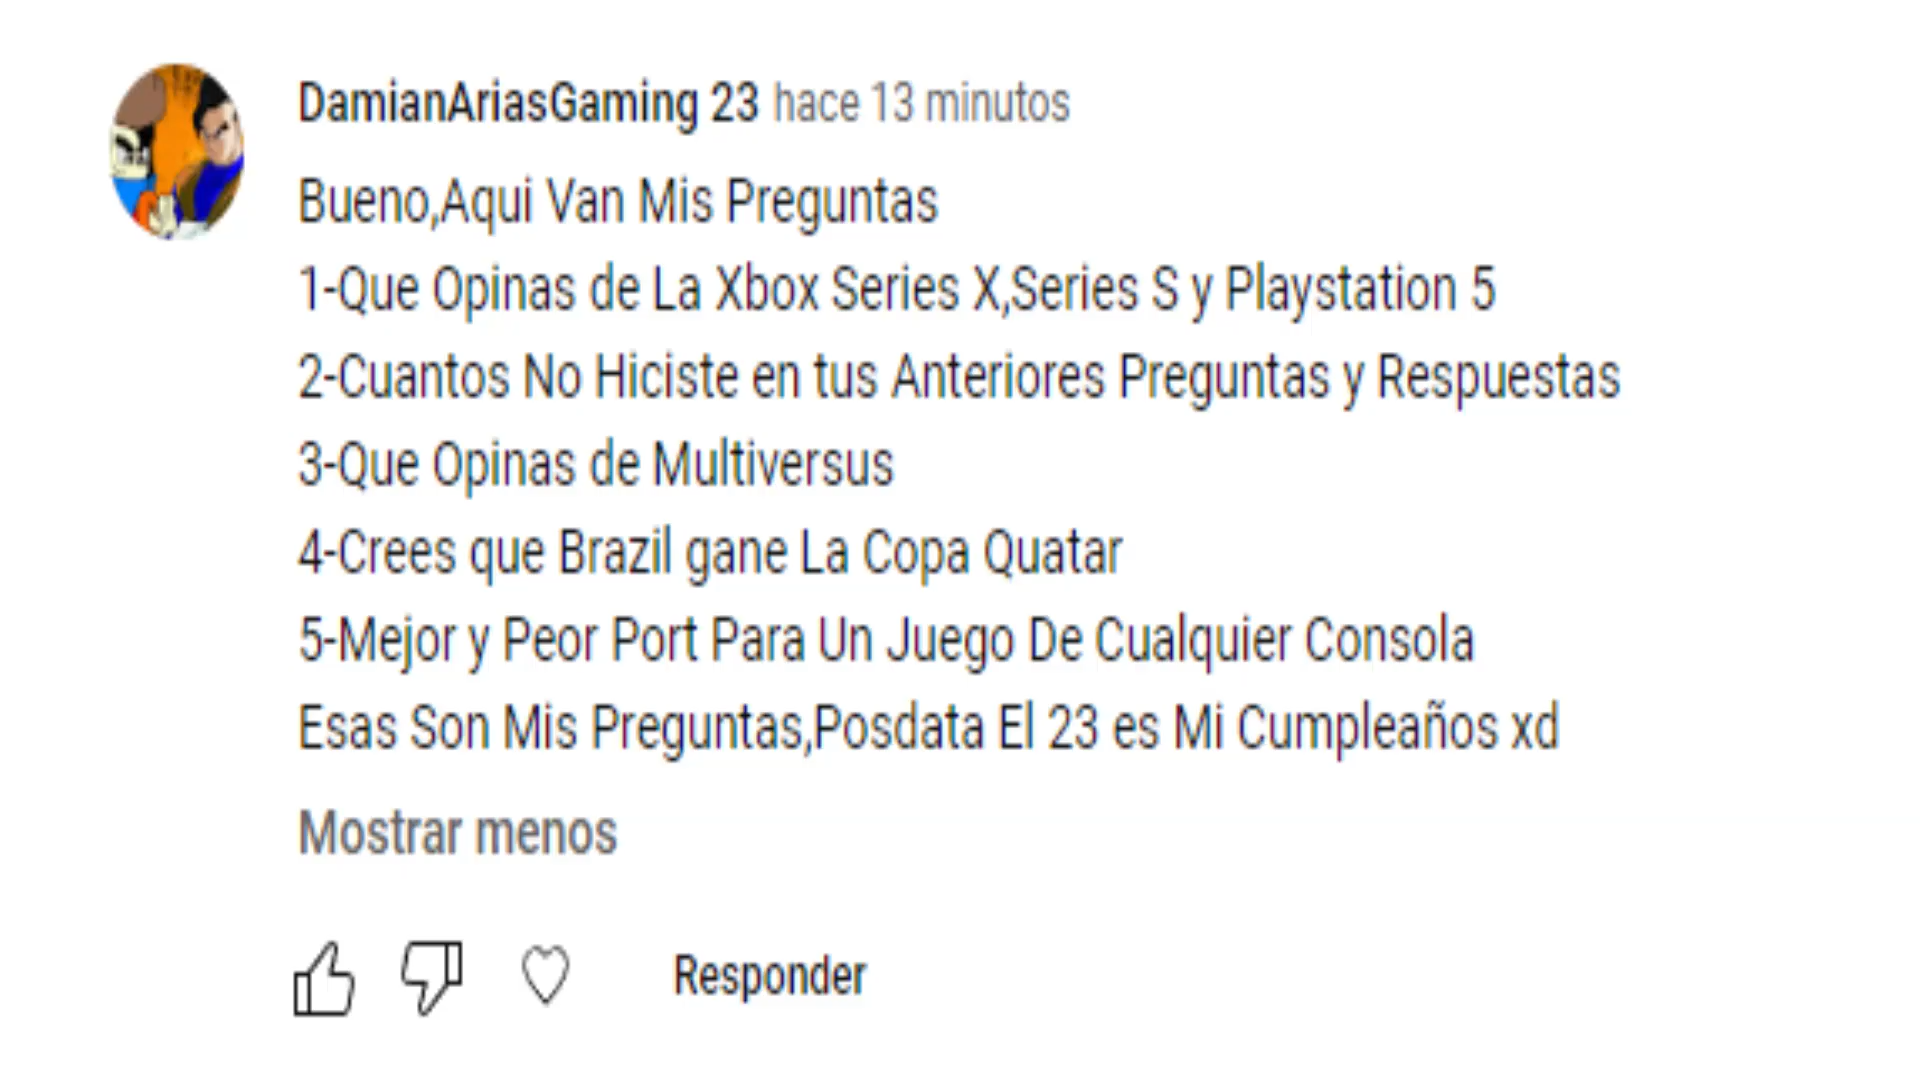 DamianAriasGaming 23 hace 13 minutos
Bueno,Aqui Van Mis Preguntas
1-Que Opinas de La Xbox Series X,Series S y Playstation 5
2-Cuantos No Hiciste en tus Anteriores Preguntas y Respuestas
3-Que Opinas de Multiversus
4-Crees que Brazil gane La Copa Quatar
5-Mejor y Peor Port Para Un Juego De Cualquier Consola
Esas Son Mis Preguntas,Posdata El 23 es Mi Cumpleaños xd
Mostrar menos
Responder